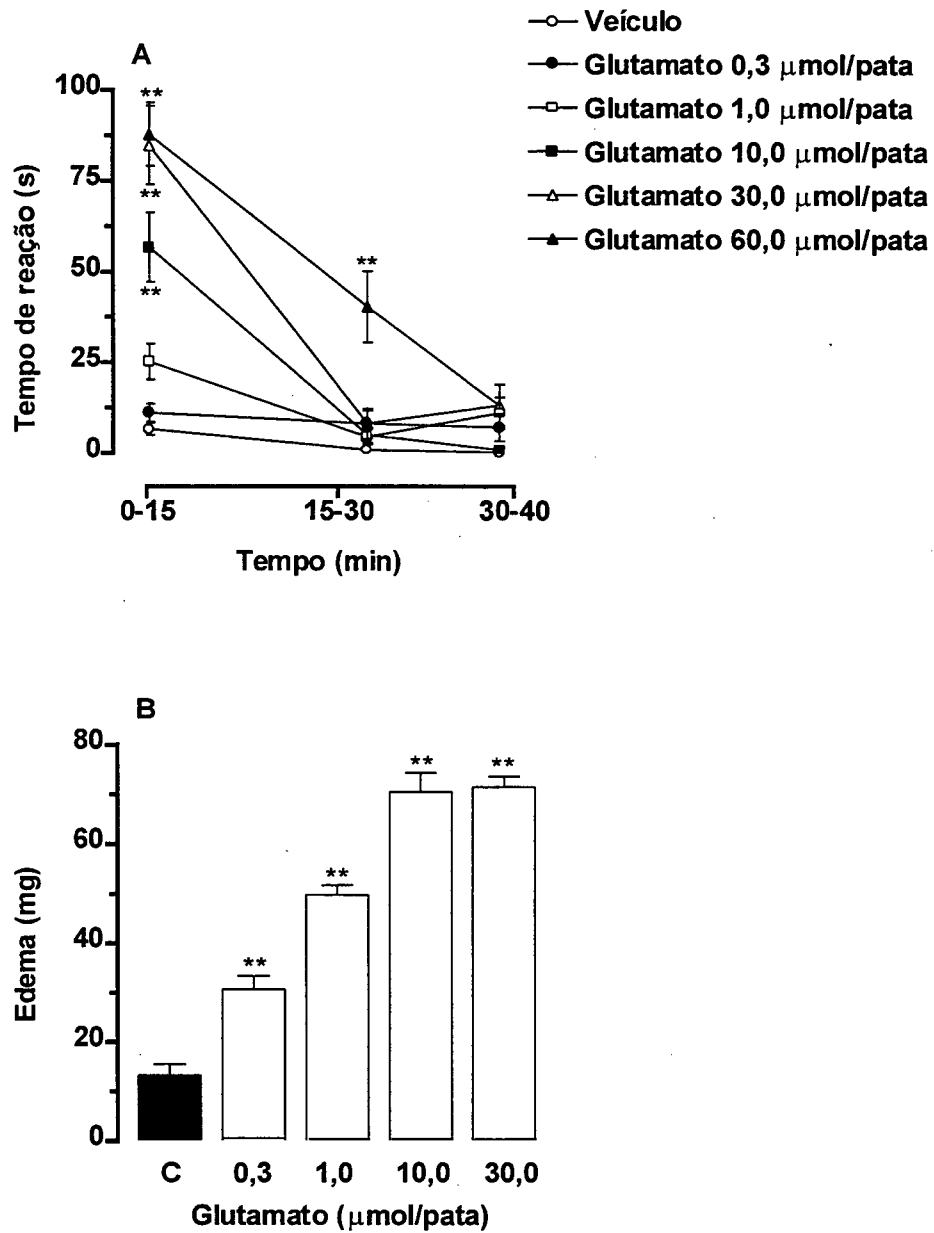 Veículo
Glutamato 0,3 μmol/pata
Glutamato 1,0 μmol/pata
Glutamato 10,0 μmol/pata
Glutamato 30,0 μmol/pata
Glutamato 60,0 μmol/pata
A
Tempo de reação (s)
100
75
50
25
0
**
**
**
**
0-15
15-30
30-40
Tempo (min)
B
Edema (mg)
80
60
40
20
0
**
**
**
**
C
0,3
1,0
10,0
30,0
Glutamato (μmol/pata)